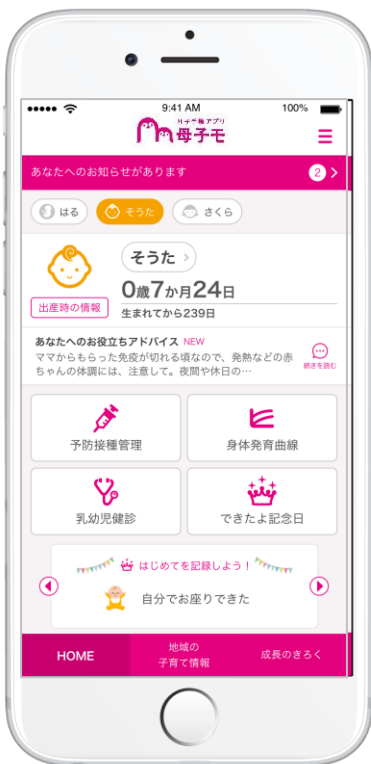 9:41 AM
100%
母子手帳アプリ
母子モ
あなたへのお知らせがあります
2
はる
そうた
さくら
そうた
0歳7か月24日
出産時の情報
生まれてから239日
あなたへのお役立ちアドバイス NEW
ママからもらった免疫が切れる頃なので、発熱などの赤
ちゃんの体調には、注意して。夜間や休日の…
続きを読む
予防接種管理
身体発育曲線
乳幼児健診
できたよ記念日
はじめてを記録しよう!
自分でお座りできた
HOME
地域の
子育て情報
成長のきろく